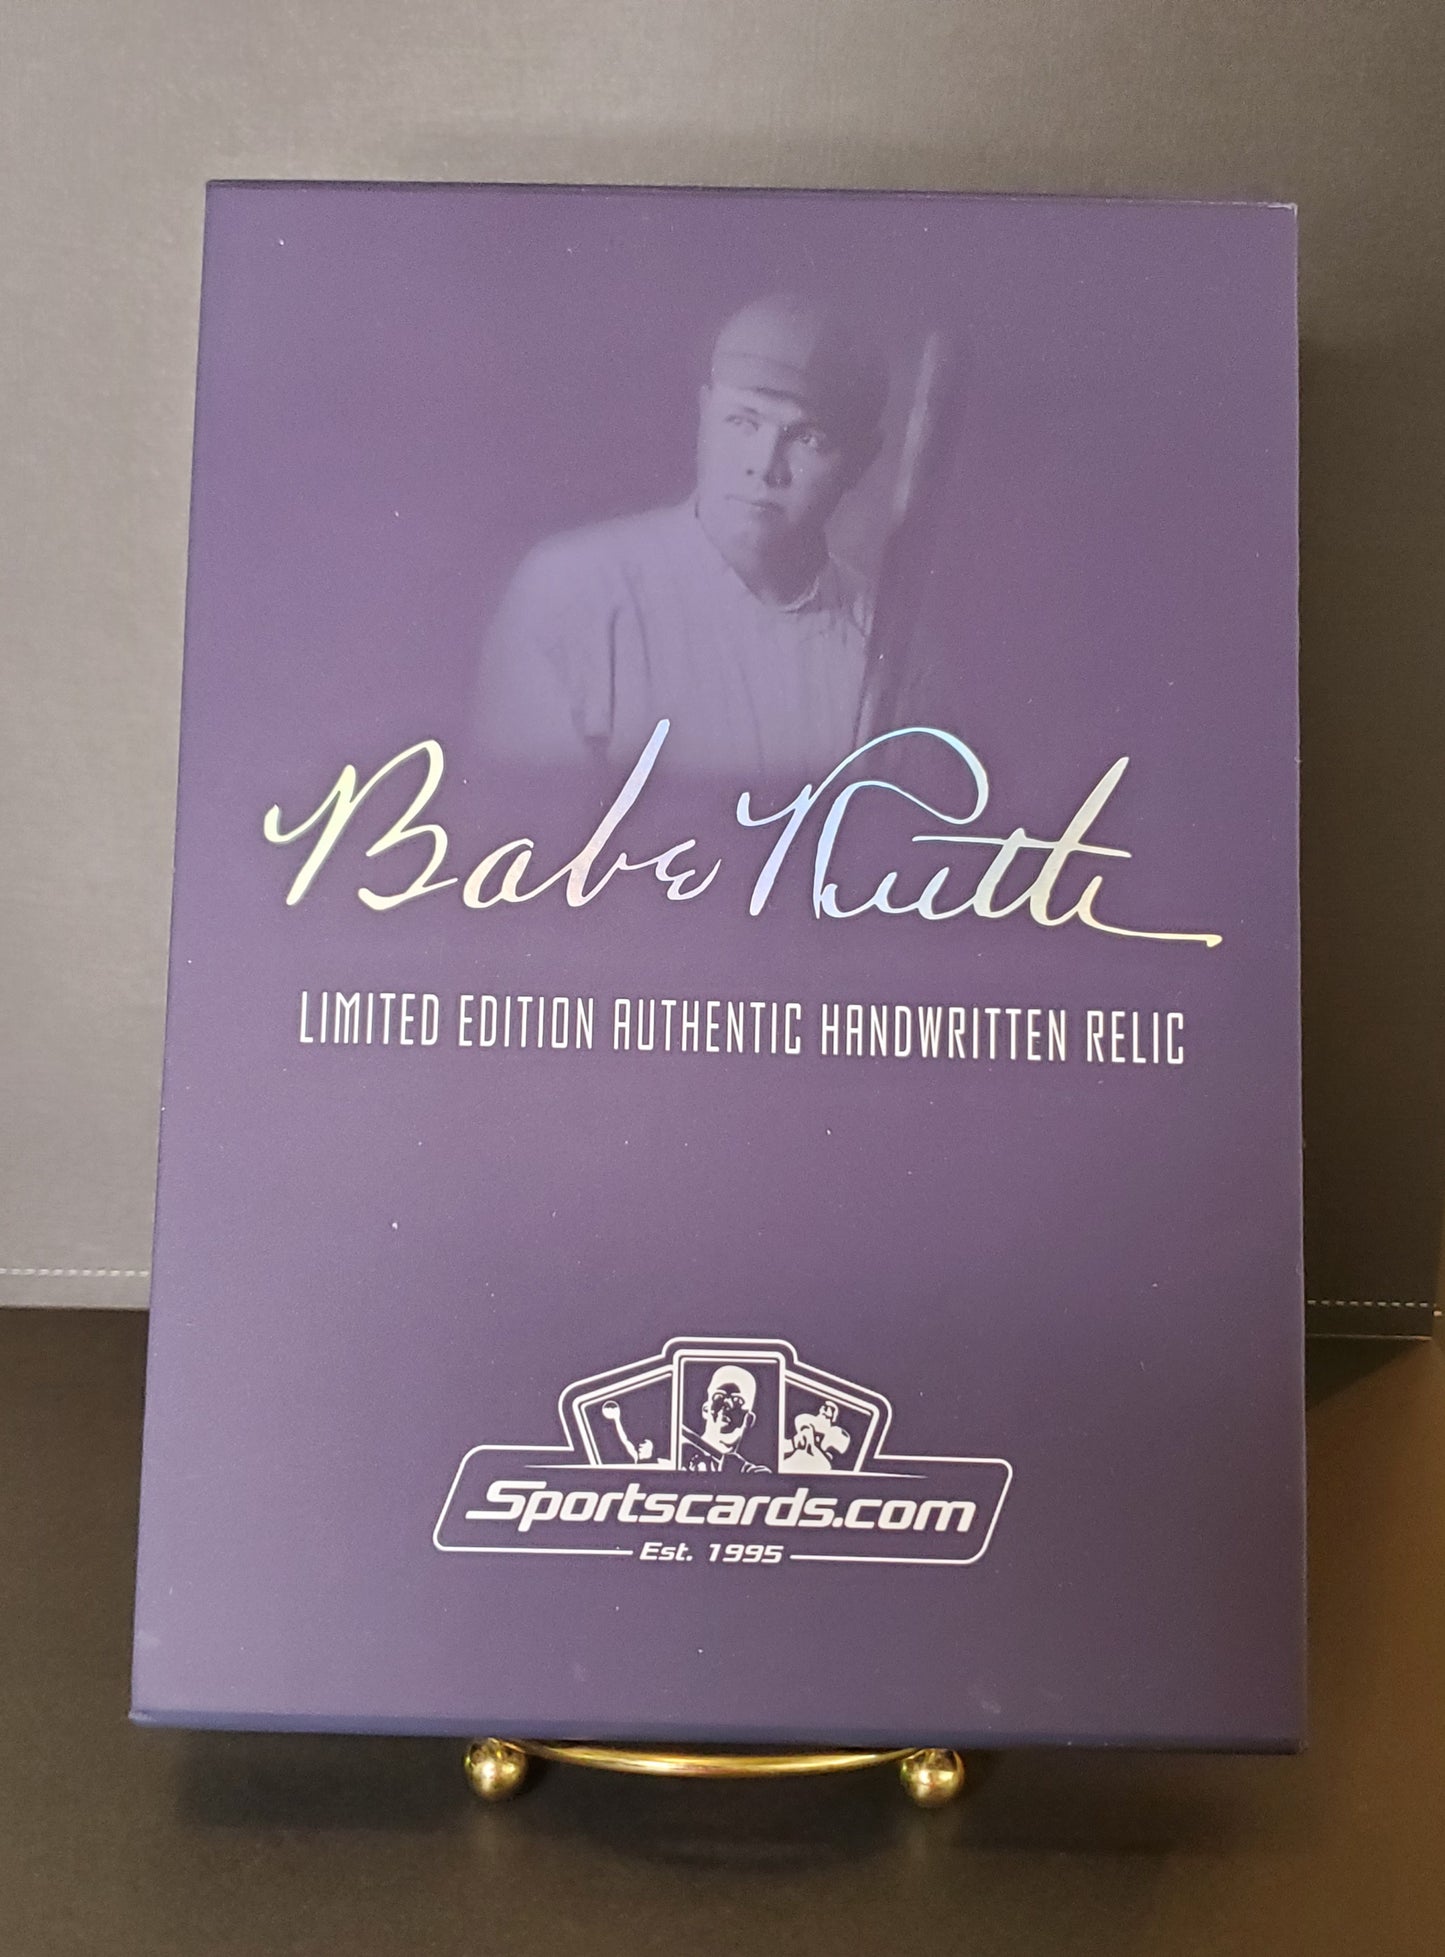 Babe Ruth
LIMITED EDITION AUTHENTIC HANDWRITTEN RELIC
Sportscards.com
Est. 1995